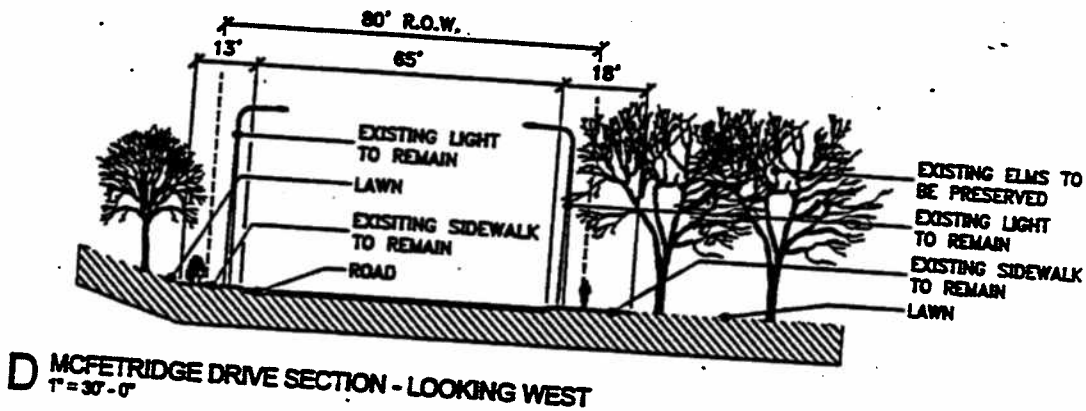 80' R.O.W.
13'
65'
18'
EXISTING LIGHT
TO REMAIN
LAWN
EXISITING SIDEWALK
TO REMAIN
ROAD
EXISTING ELMS TO
BE PRESERVED
EXISTING LIGHT
TO REMAIN
EXISTING SIDEWALK
TO REMAIN
LAWN
D MCFETRIDGE DRIVE SECTION - LOOKING WEST
1" = 30'-0"